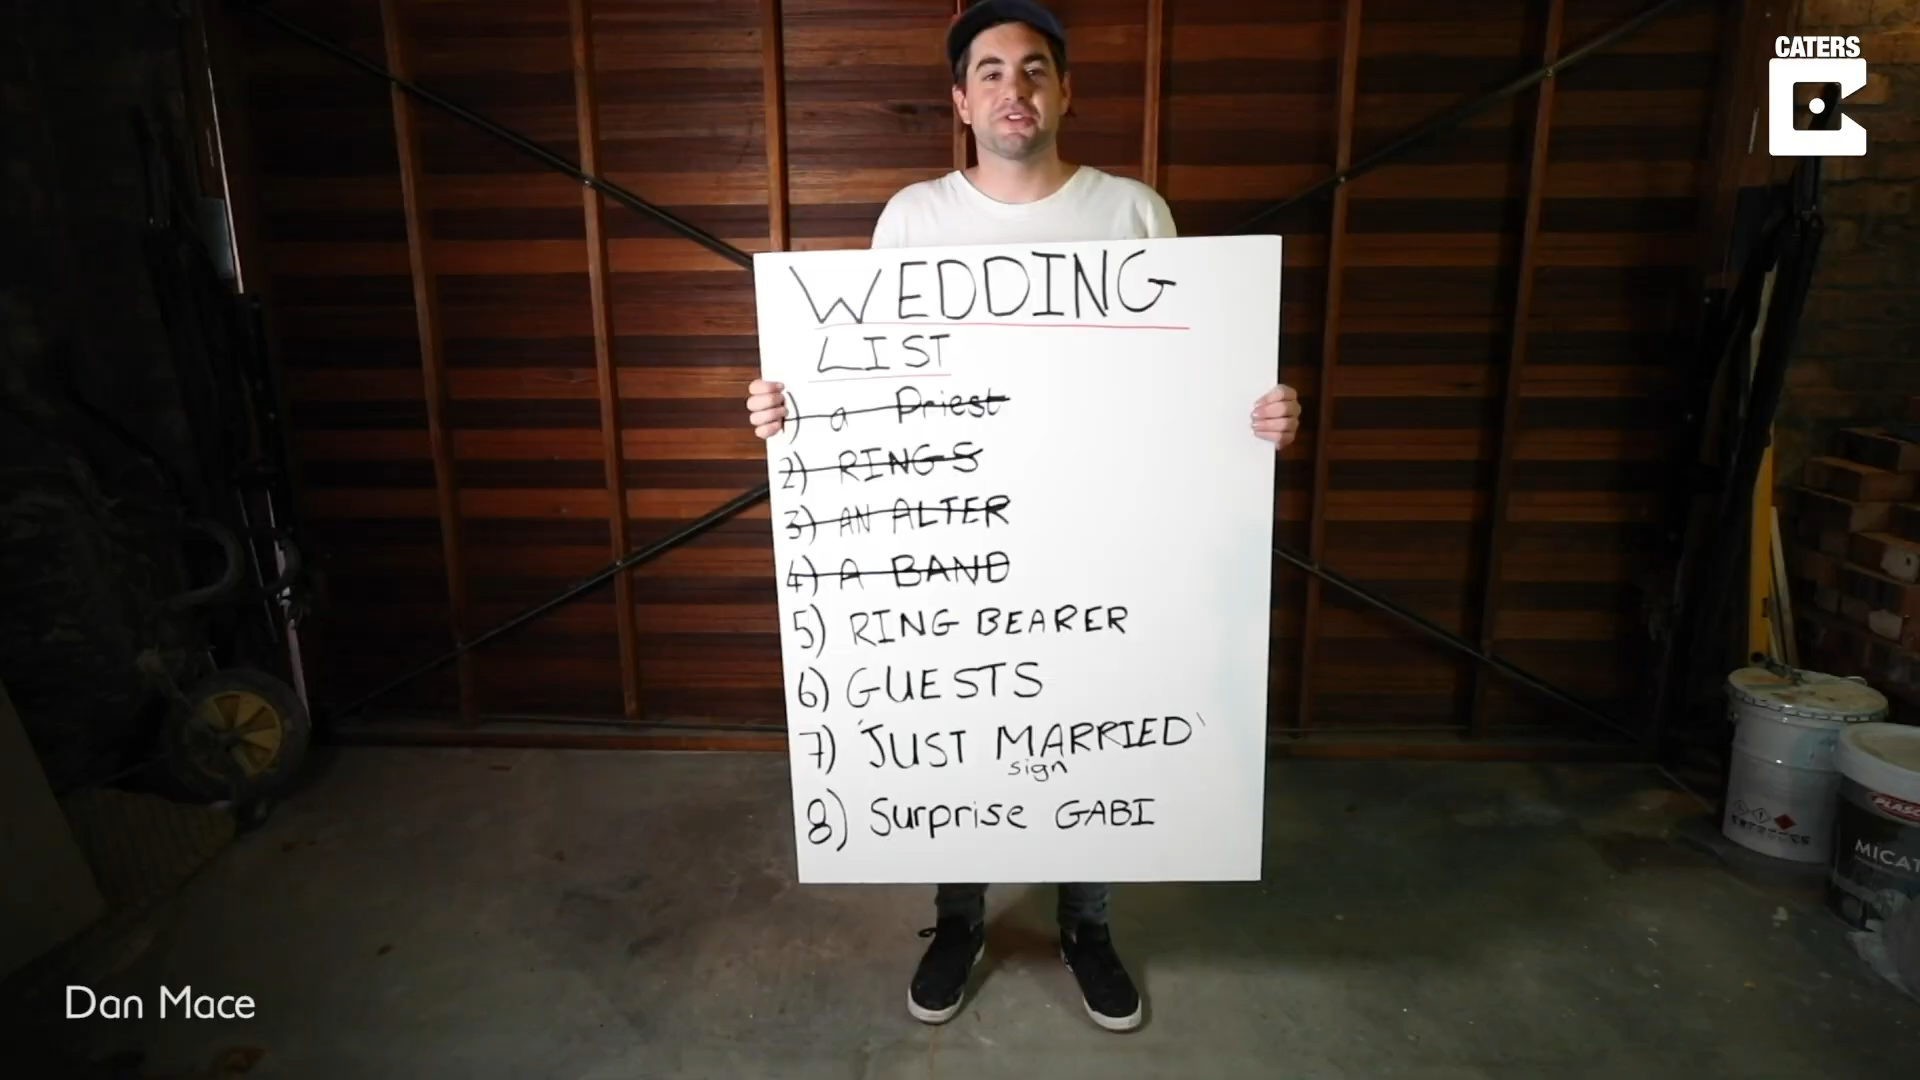 CATERS
WEDDING
LIST
1) a Priest
2) RINGS
3) AN ALTER
4) A BAND
5) RING BEARER
6) GUESTS
7) 'JUST MARRIED'
sign
8) Surprise GABI
MICAT
Dan Mace